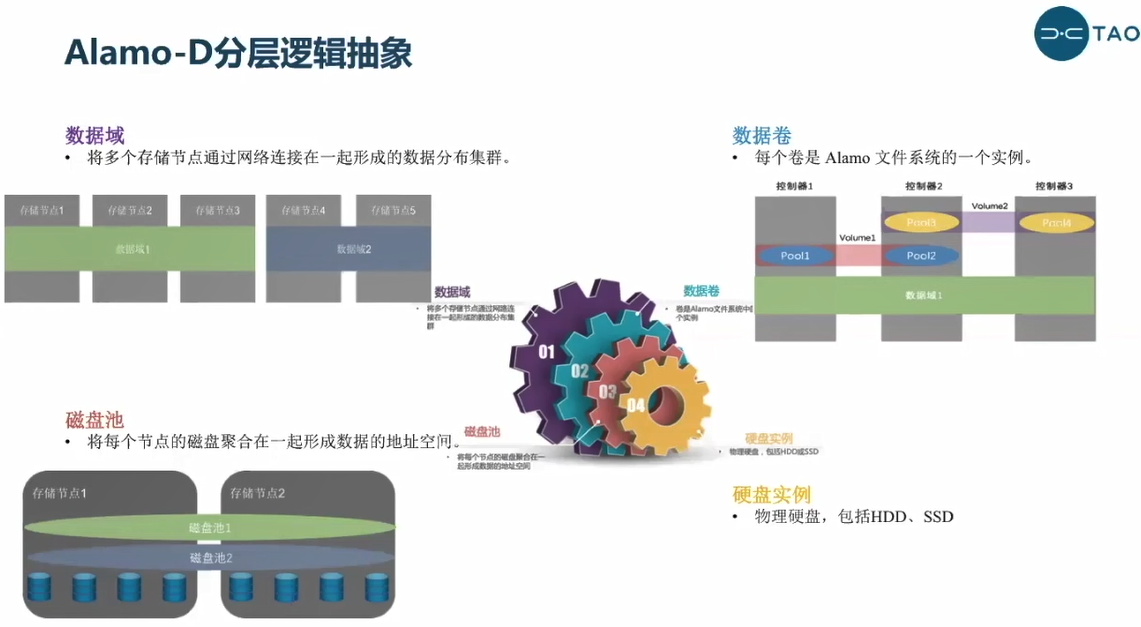 Alamo-D分层逻辑抽象
TAO
数据域
• 将多个存储节点通过网络连接在一起形成的数据分布集群。
存储节点1
存储节点2
存储节点3
存储节点4
存储节点5
数据域1
数据域2
数据卷
• 每个卷是 Alamo 文件系统的一个实例。
控制器1
控制器2
控制器3
Volume2
Pool3
Pool4
Volume1
Pool1
Pool2
数据域1
数据域
• 将多个存储节点通过网络连
接在一起形成的数据分布集
群
数据卷
• 卷是Alamo文件系统中
个实例
01
02
03
04
磁盘池
• 将每个节点的磁盘聚合在一
起形成数据的地址空间
硬盘实例
• 物理硬盘，包括HDD或SSD
磁盘池
• 将每个节点的磁盘聚合在一起形成数据的地址空间。
存储节点1
存储节点2
磁盘池1
磁盘池2
硬盘实例
• 物理硬盘，包括HDD、SSD